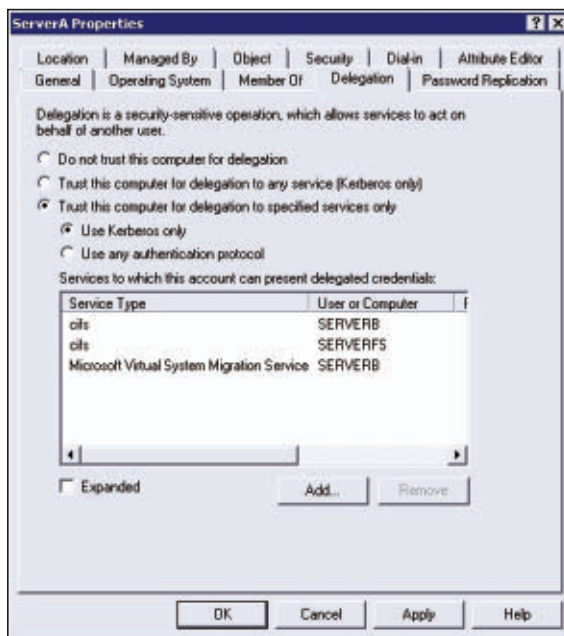 ServerA Properties
Location Managed By Object Security Dial-in Attribute Editor
General Operating System Member Of Delegation Password Replication
Delegation is a security-sensitive operation, which allows services to act on
behalf of another user.
Do not trust this computer for delegation
Trust this computer for delegation to any service (Kerberos only)
Trust this computer for delegation to specified services only
Use Kerberos only
Use any authentication protocol
Services to which this account can present delegated credentials:
Service Type User or Computer
cifs SERVERB
cifs SERVERFS
Microsoft Virtual System Migration Service SERVERB
Expanded Add... Remove
OK Cancel Apply Help